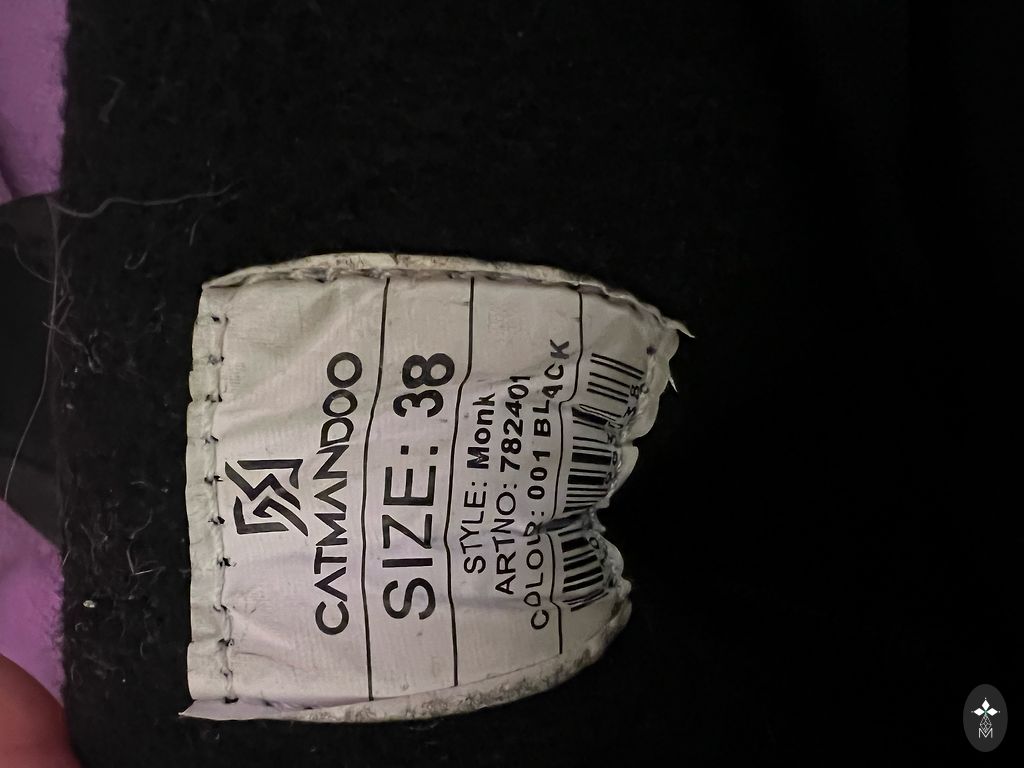 CATMANDOO
SIZE: 38
STYLE: Monk
ARTNO: 782401
COLOUR: 001 BLACK
M